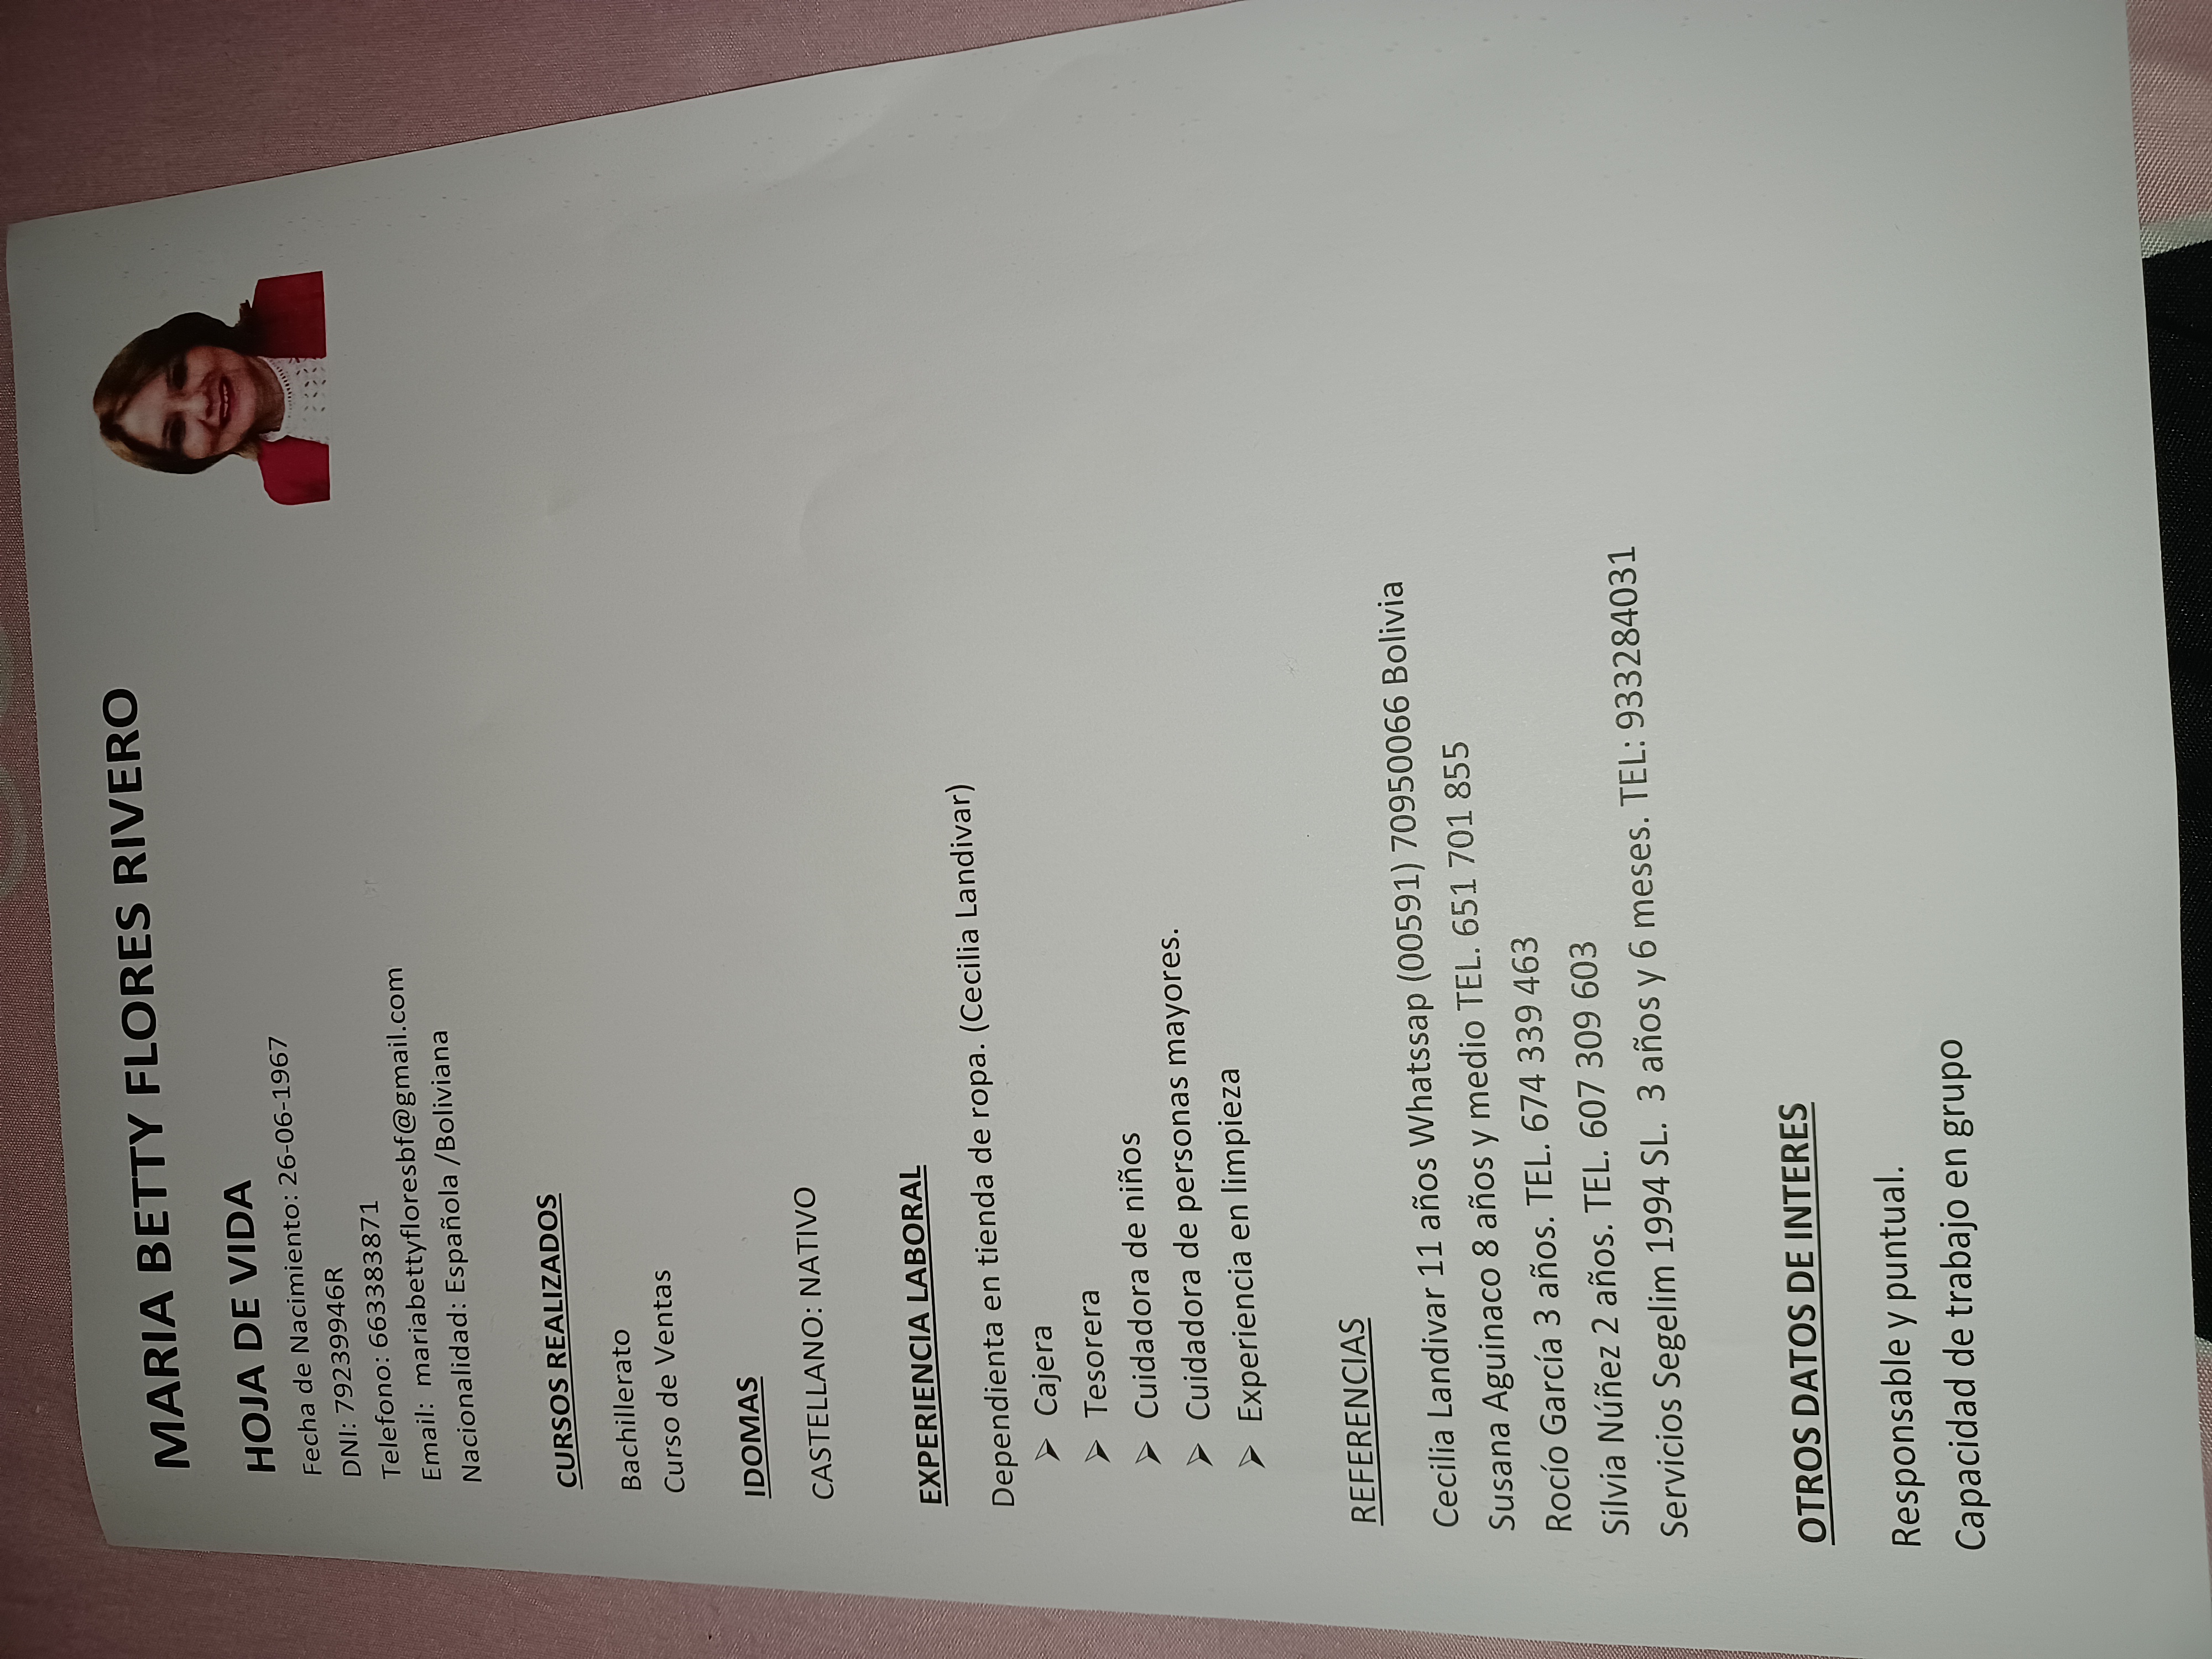 MARIA BETTY FLORES RIVERO
HOJA DE VIDA
Fecha de Nacimiento: 26-06-1967
DNI: 79239946R
Telefono: 663383871
Email: mariabettyfloresbf@gmail.com
Nacionalidad: Española /Boliviana
CURSOS REALIZADOS
Bachillerato
Curso de Ventas
IDOMAS
CASTELLANO: NATIVO
EXPERIENCIA LABORAL
Dependienta en tienda de ropa. (Cecilia Landivar)
➢ Cajera
➢ Tesorera
➢ Cuidadora de niños
➢ Cuidadora de personas mayores.
➢ Experiencia en limpieza
REFERENCIAS
Cecilia Landivar 11 años Whatssap (00591) 70950066 Bolivia
Susana Aguinaco 8 años y medio TEL. 651 701 855
Rocío García 3 años. TEL. 674 339 463
Silvia Núñez 2 años. TEL. 607 309 603
Servicios Segelim 1994 SL. 3 años y 6 meses. TEL: 933284031
OTROS DATOS DE INTERES
Responsable y puntual.
Capacidad de trabajo en grupo